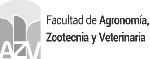 Facultad de Agronomía,
Zootecnia y Veterinaria
AZV